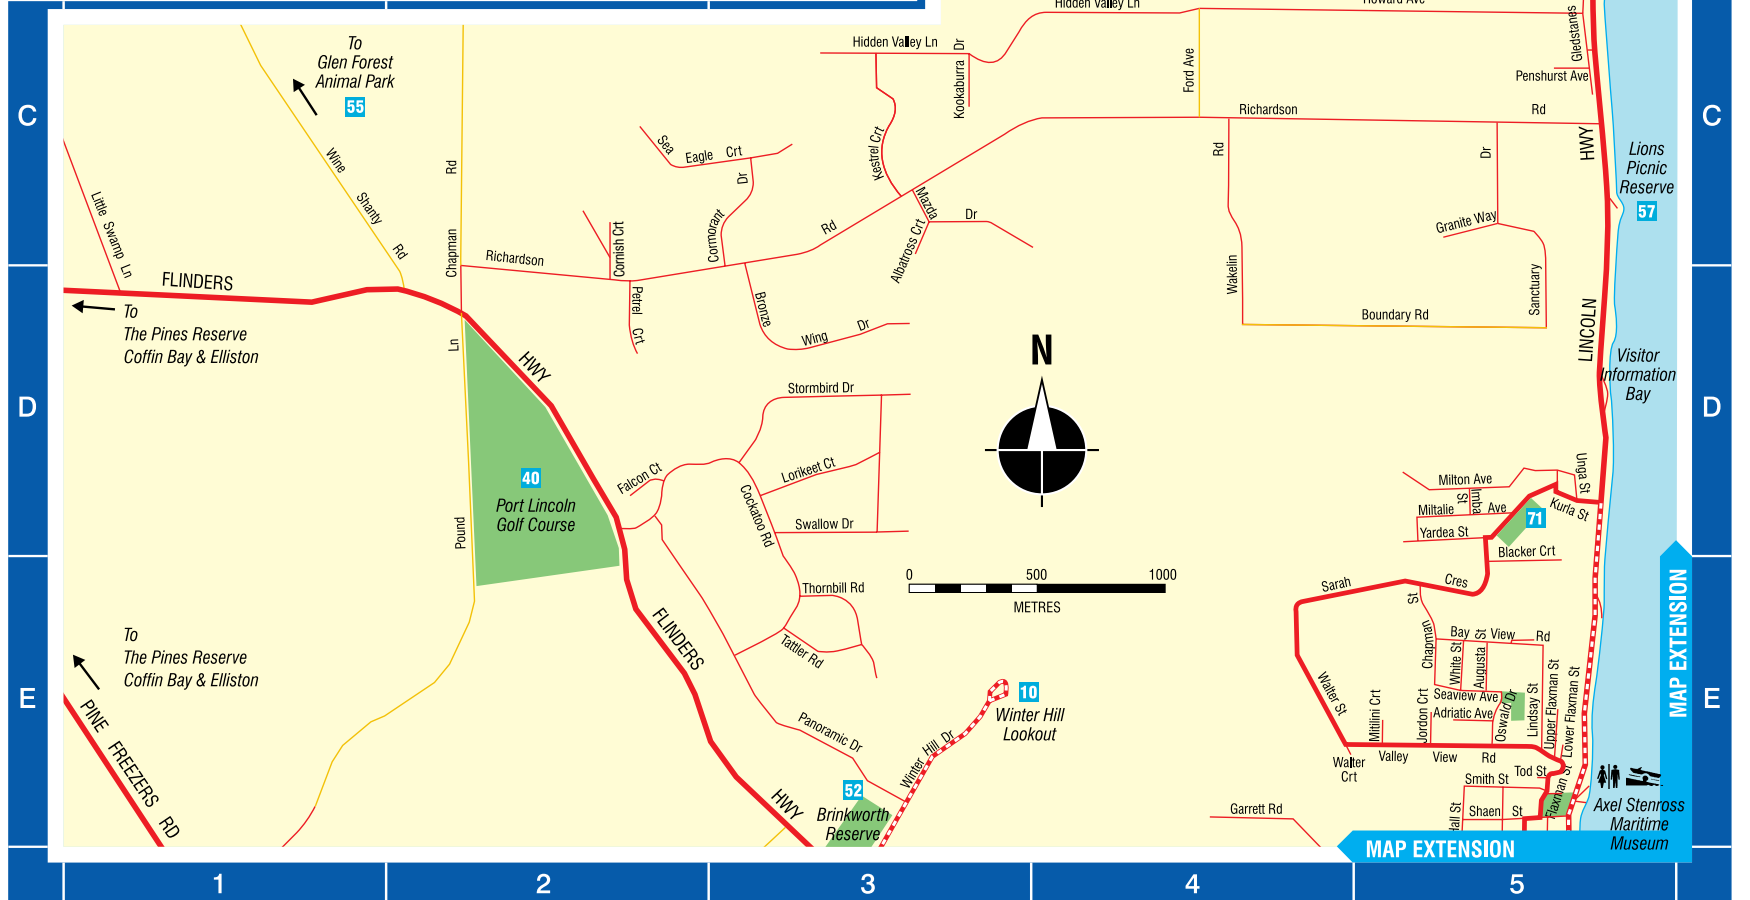 Hidden Valley Ln
Howard Ave
To
Glen Forest
Animal Park
55
Hidden Valley Ln
Kookaburra Dr
Ford Ave
Gledstanes
Penshurst Ave
C
C
Wine Shanty Rd
Chapman Rd
Sea Eagle Crt
Kestrel Crt
Richardson Rd
HWY
Lions
Picnic
Reserve
57
Little Swamp Ln
Cormorant Dr
Cornish Crt
Mazda Dr
Albatross Crt
Granite Way
Sanctuary Dr
Wakelin Rd
FLINDERS
Richardson Rd
To
The Pines Reserve
Coffin Bay & Elliston
Petrel Crt
Bronze Wing Dr
Boundary Rd
LINCOLN
N
Visitor
Information
Bay
HWY
D
D
Stormbird Dr
Falcon Ct
Lorikeet Ct
Cockatoo Rd
Swallow Dr
40
Port Lincoln
Golf Course
Pound Ln
Milton Ave
Unga St
Imba St
Miltalie Ave
71
Kurla St
Yardea St
Blacker Crt
0 500 1000
METRES
Thornbill Rd
Sarah Cres
Tattler Rd
FLINDERS
Chapman St
Bay View Rd
White St
Augusta St
To
The Pines Reserve
Coffin Bay & Elliston
E
E
10
Winter Hill
Lookout
Walter St
Seaview Ave
Mitlini Crt
Jordon Crt
Adriatic Ave
Oswald Dr
Lindsay St
Upper Flaxman St
Lower Flaxman St
MAP EXTENSION
PINE FREEZERS RD
Panoramic Dr
Winter Hill Dr
Walter
Crt
Valley View Rd
Tod St
Smith St
52
Brinkworth
Reserve
HWY
Garrett Rd
Hall St
Shaen St
Flaxman St
Axel Stenross
Maritime
Museum
MAP EXTENSION
1 2 3 4 5